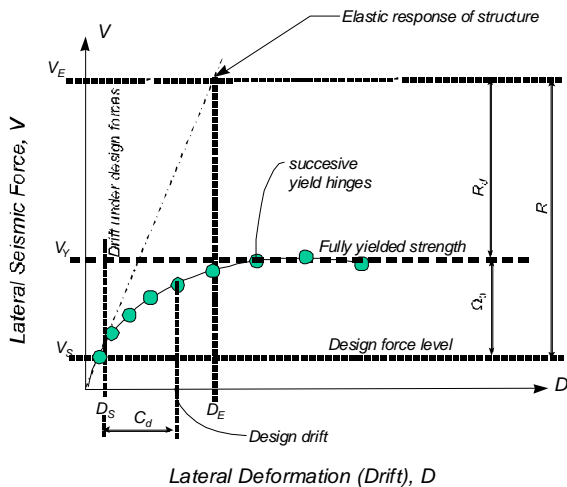 Elastic response of structure
V
V_E
Drift under design forces
succesive
yield hinges
R_d
R
Lateral Seismic Force, V
V_Y
Fully yielded strength
Ω_o
V_S
Design force level
D
D_S
C_d
D_E
Design drift
Lateral Deformation (Drift), D